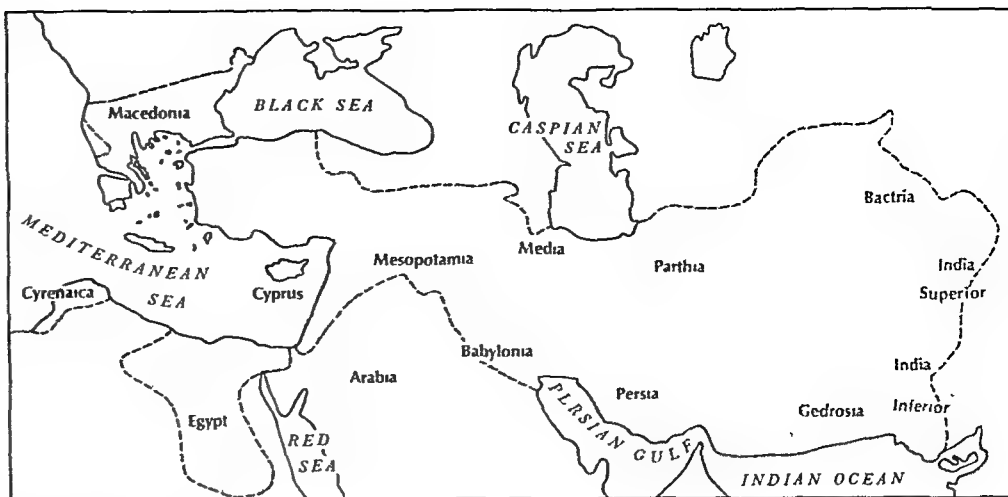 Macedonia
BLACK SEA
CASPIAN
SEA
Bactria
MEDITERRANEAN
SEA
Cyrenaica
Cyprus
Mesopotamia
Media
Parthia
India
Superior
Babylonia
Arabia
Egypt
RED
SEA
Persia
PERSIAN GULF
Gedrosia
India
Inferior
INDIAN OCEAN